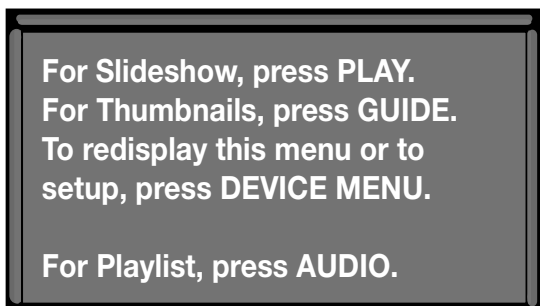 For Slideshow, press PLAY.
For Thumbnails, press GUIDE.
To redisplay this menu or to
setup, press DEVICE MENU.
For Playlist, press AUDIO.